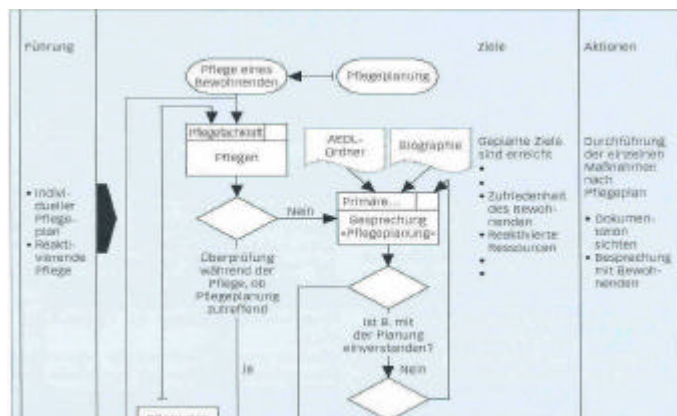 Führung
Ziele
Aktionen
Pflege eines
Bewohnenden
Pflegeplanung
Pflegefachkraft
Pflegen
AEDL-
Ordner
Biographie
Geplante Ziele
sind erreicht
•
•
• Zufriedenheit
des Bewoh-
nenden
• Reaktivierte
Ressourcen
•
•
Durchführung
der einzelnen
Maßnahmen
nach
Pflegeplan
• Dokumen-
tation
sichten
• Besprechung
mit Bewoh-
nenden
• Indivi-
dueller
Pflege-
plan
• Reakti-
vierende
Pflege
Nein
Primäre...
Besprechung
«Pflegeplanung»
Überprüfung
während der
Pflege, ob
Pflegeplanung
zutreffend
Ist B. mit
der Planung
einverstanden?
Ja
Nein